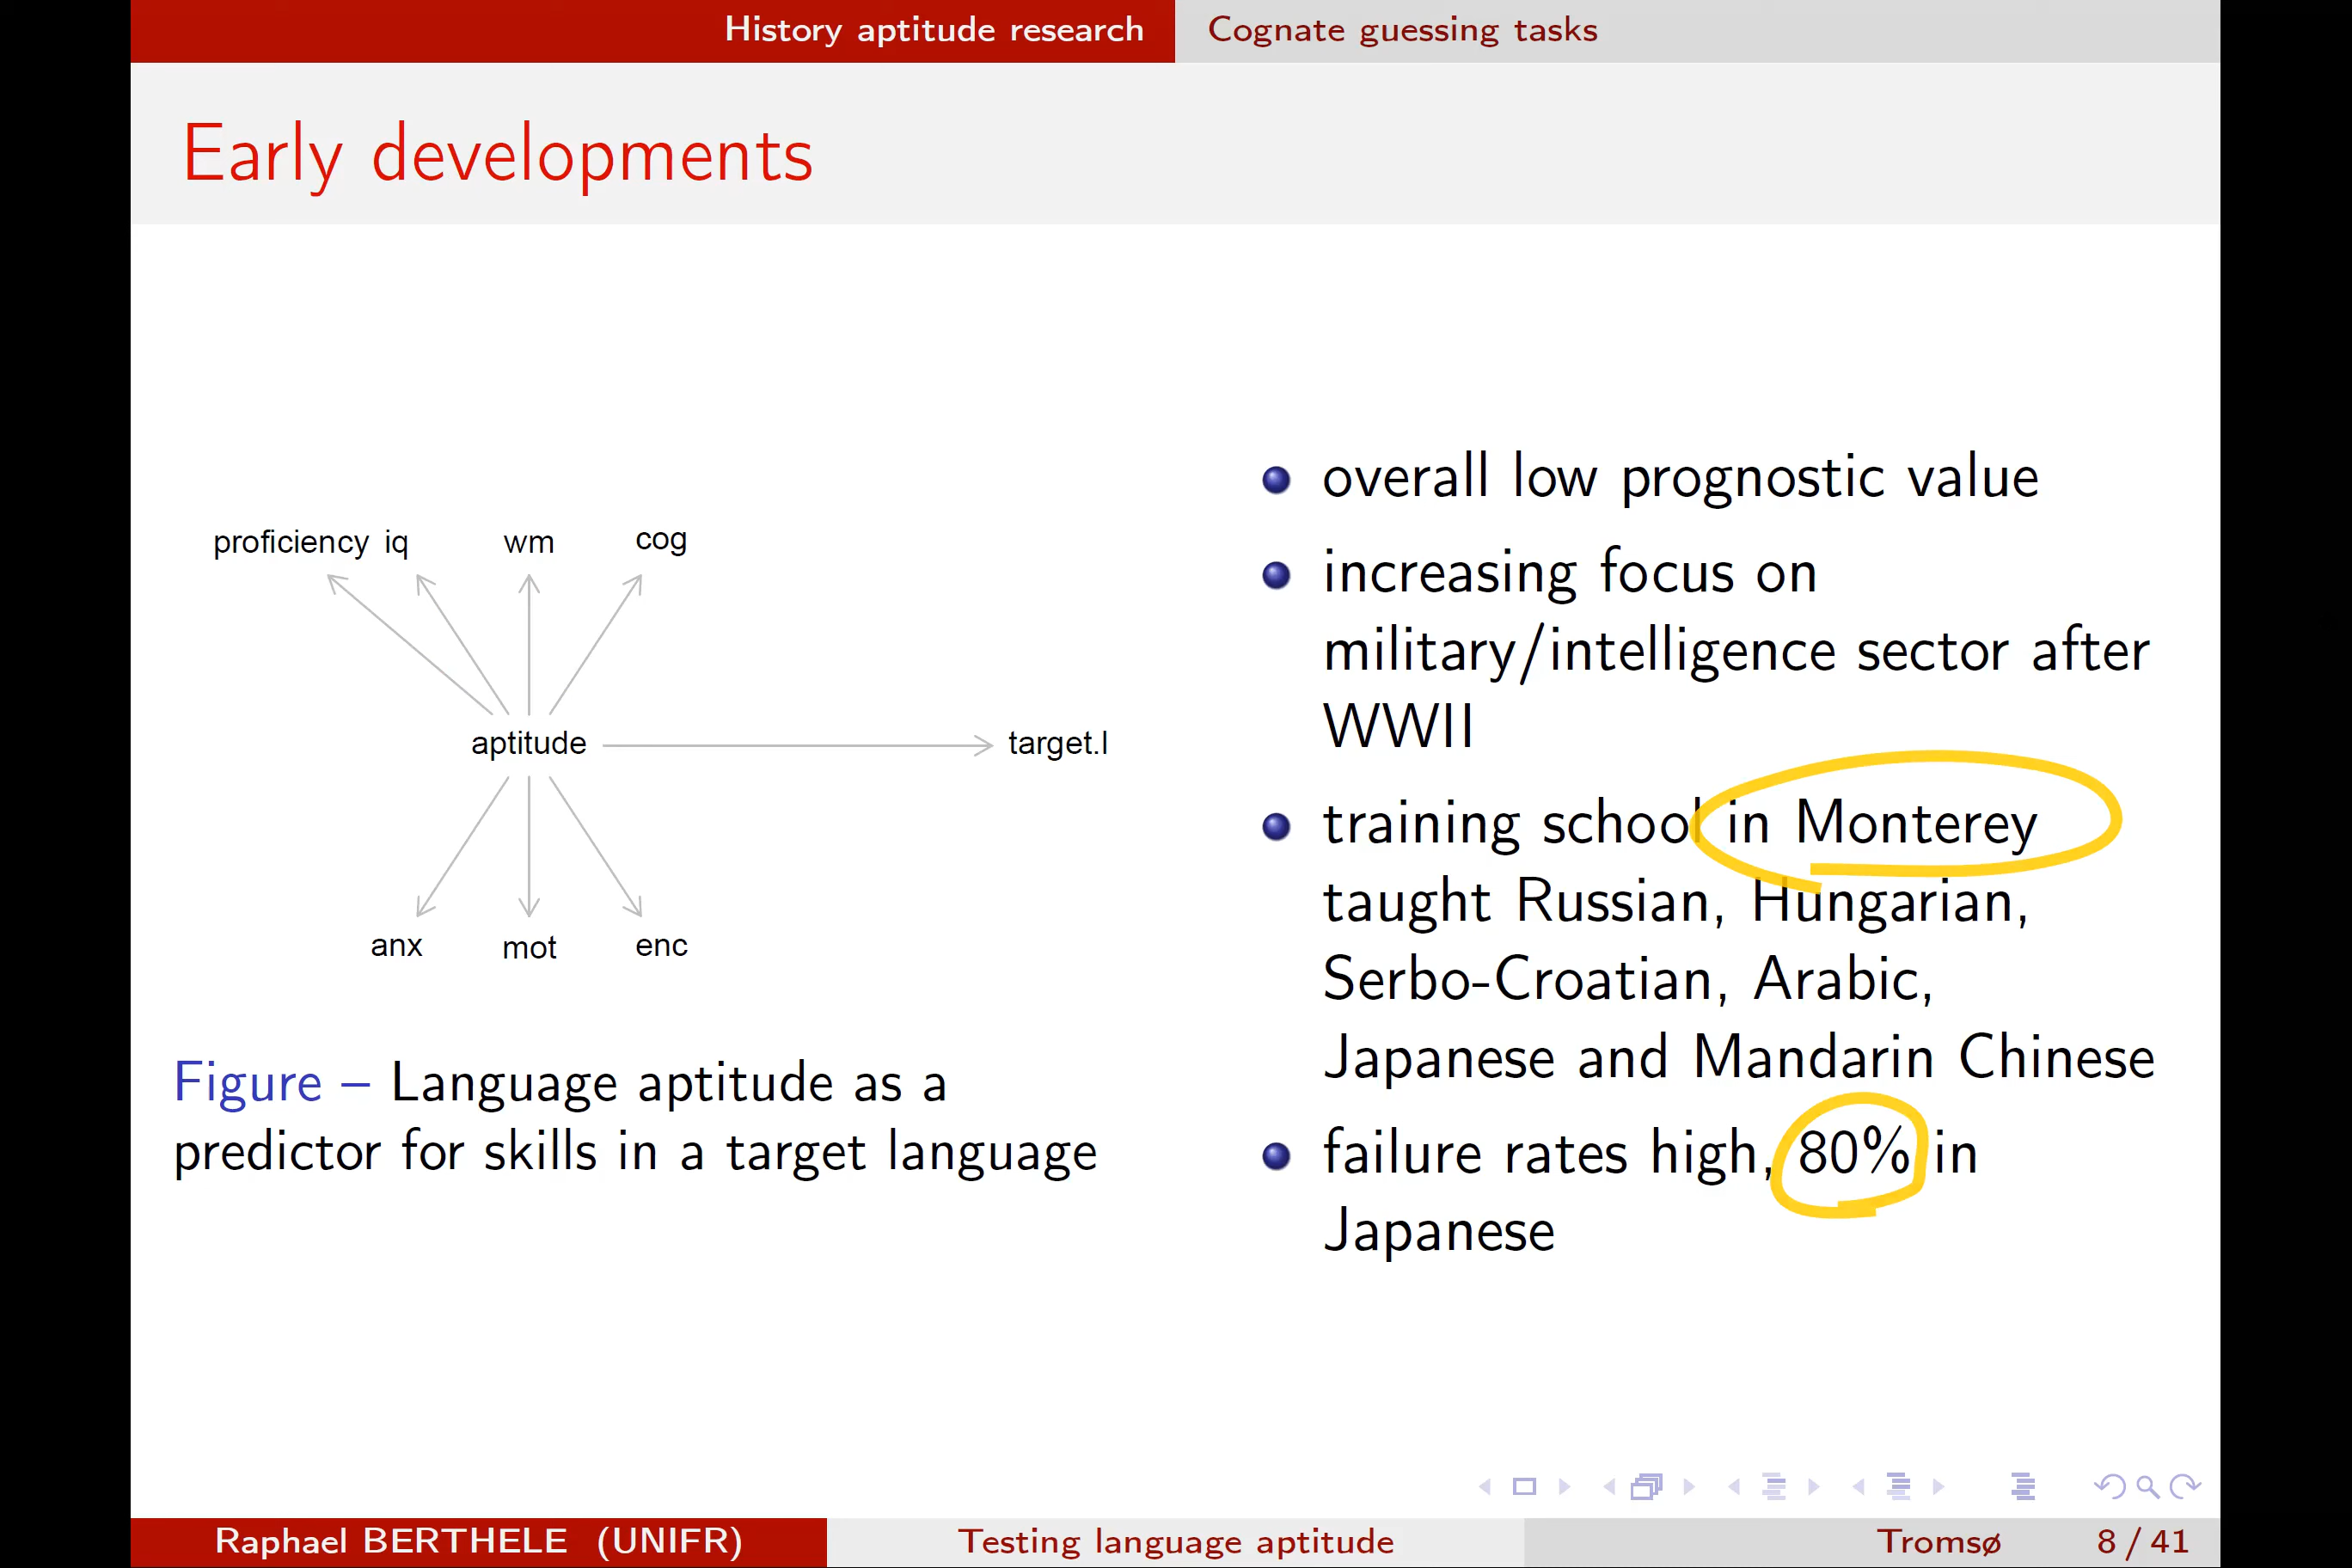 History aptitude research
Cognate guessing tasks
Early developments
proficiency iq wm cog
aptitude target.l
anx mot enc
Figure – Language aptitude as a
predictor for skills in a target language
overall low prognostic value
increasing focus on
military/intelligence sector after
WWII
training school in Monterey
taught Russian, Hungarian,
Serbo-Croatian, Arabic,
Japanese and Mandarin Chinese
failure rates high, 80% in
Japanese
Raphael BERTHELE (UNIFR)
Testing language aptitude
Tromsø 8 / 41